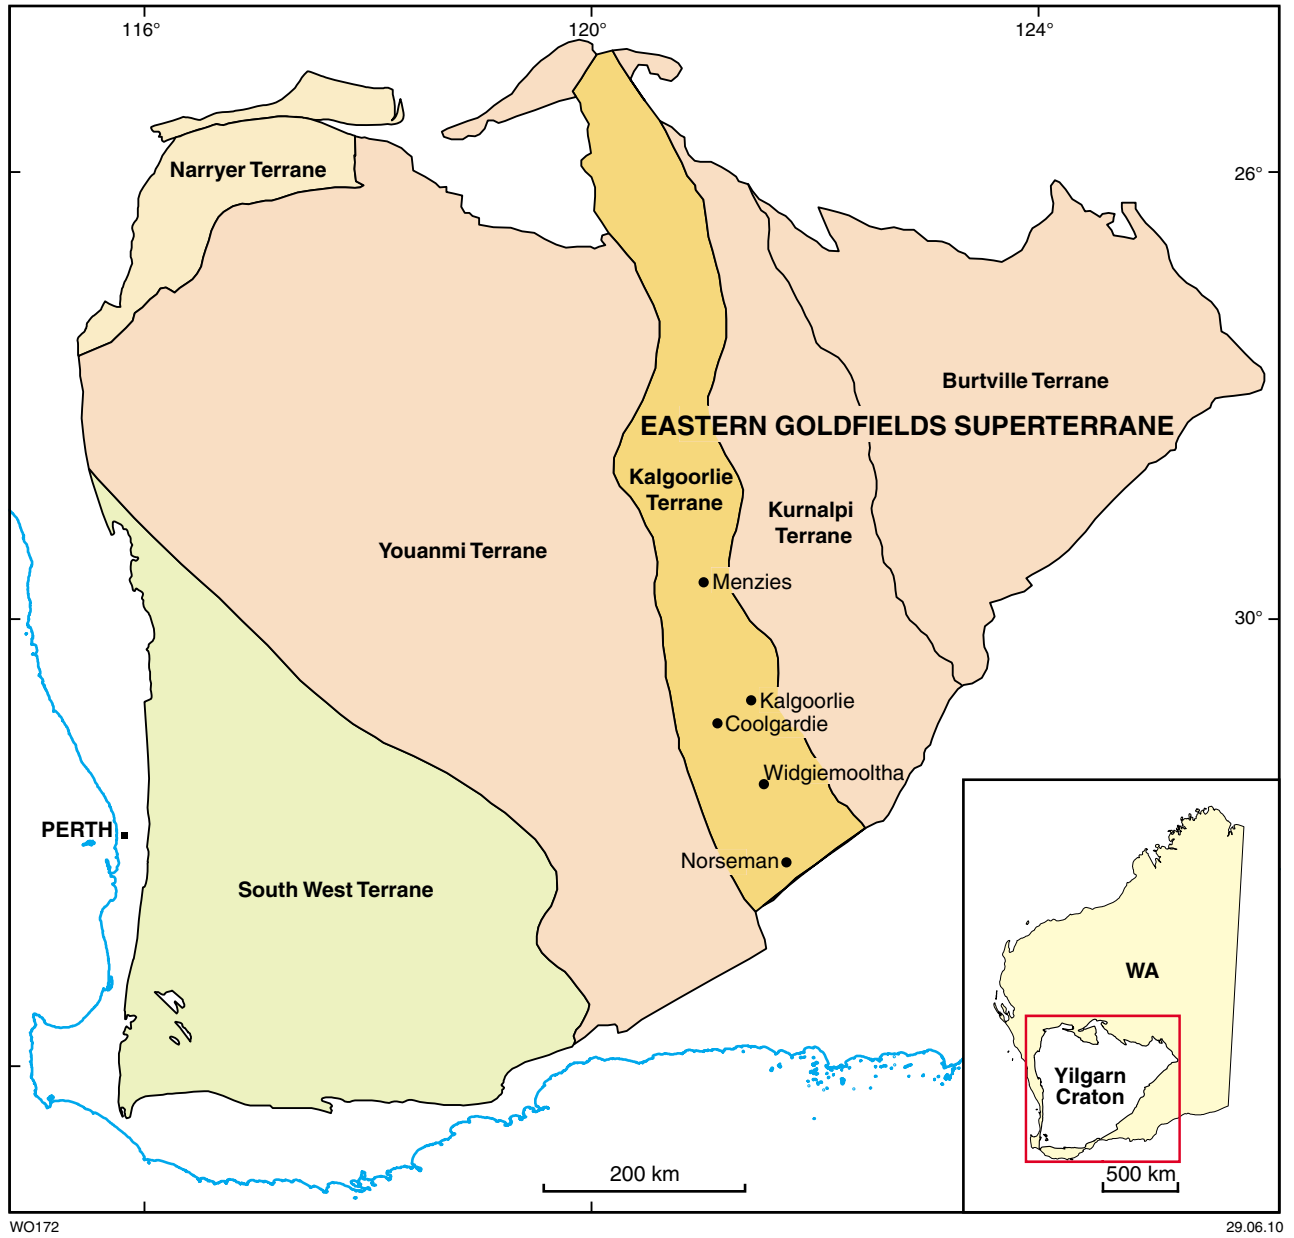 116°
120°
124°
Narryer Terrane
26°
Burtville Terrane
EASTERN GOLDFIELDS SUPERTERRANE
Kalgoorlie
Terrane
Kurnalpi
Terrane
Youanmi Terrane
Menzies
30°
Kalgoorlie
Coolgardie
Widgiemooltha
PERTH
Norseman
South West Terrane
WA
Yilgarn
Craton
200 km
500 km
WO172
29.06.10